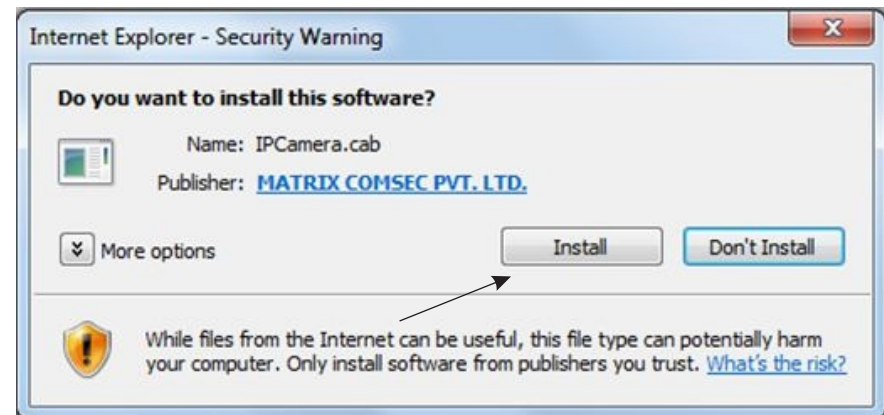 Internet Explorer - Security Warning
Do you want to install this software?
Name: IPCamera.cab
Publisher: MATRIX COMSEC PVT. LTD.
More options
Install
Don't Install
While files from the Internet can be useful, this file type can potentially harm
your computer. Only install software from publishers you trust. What's the risk?